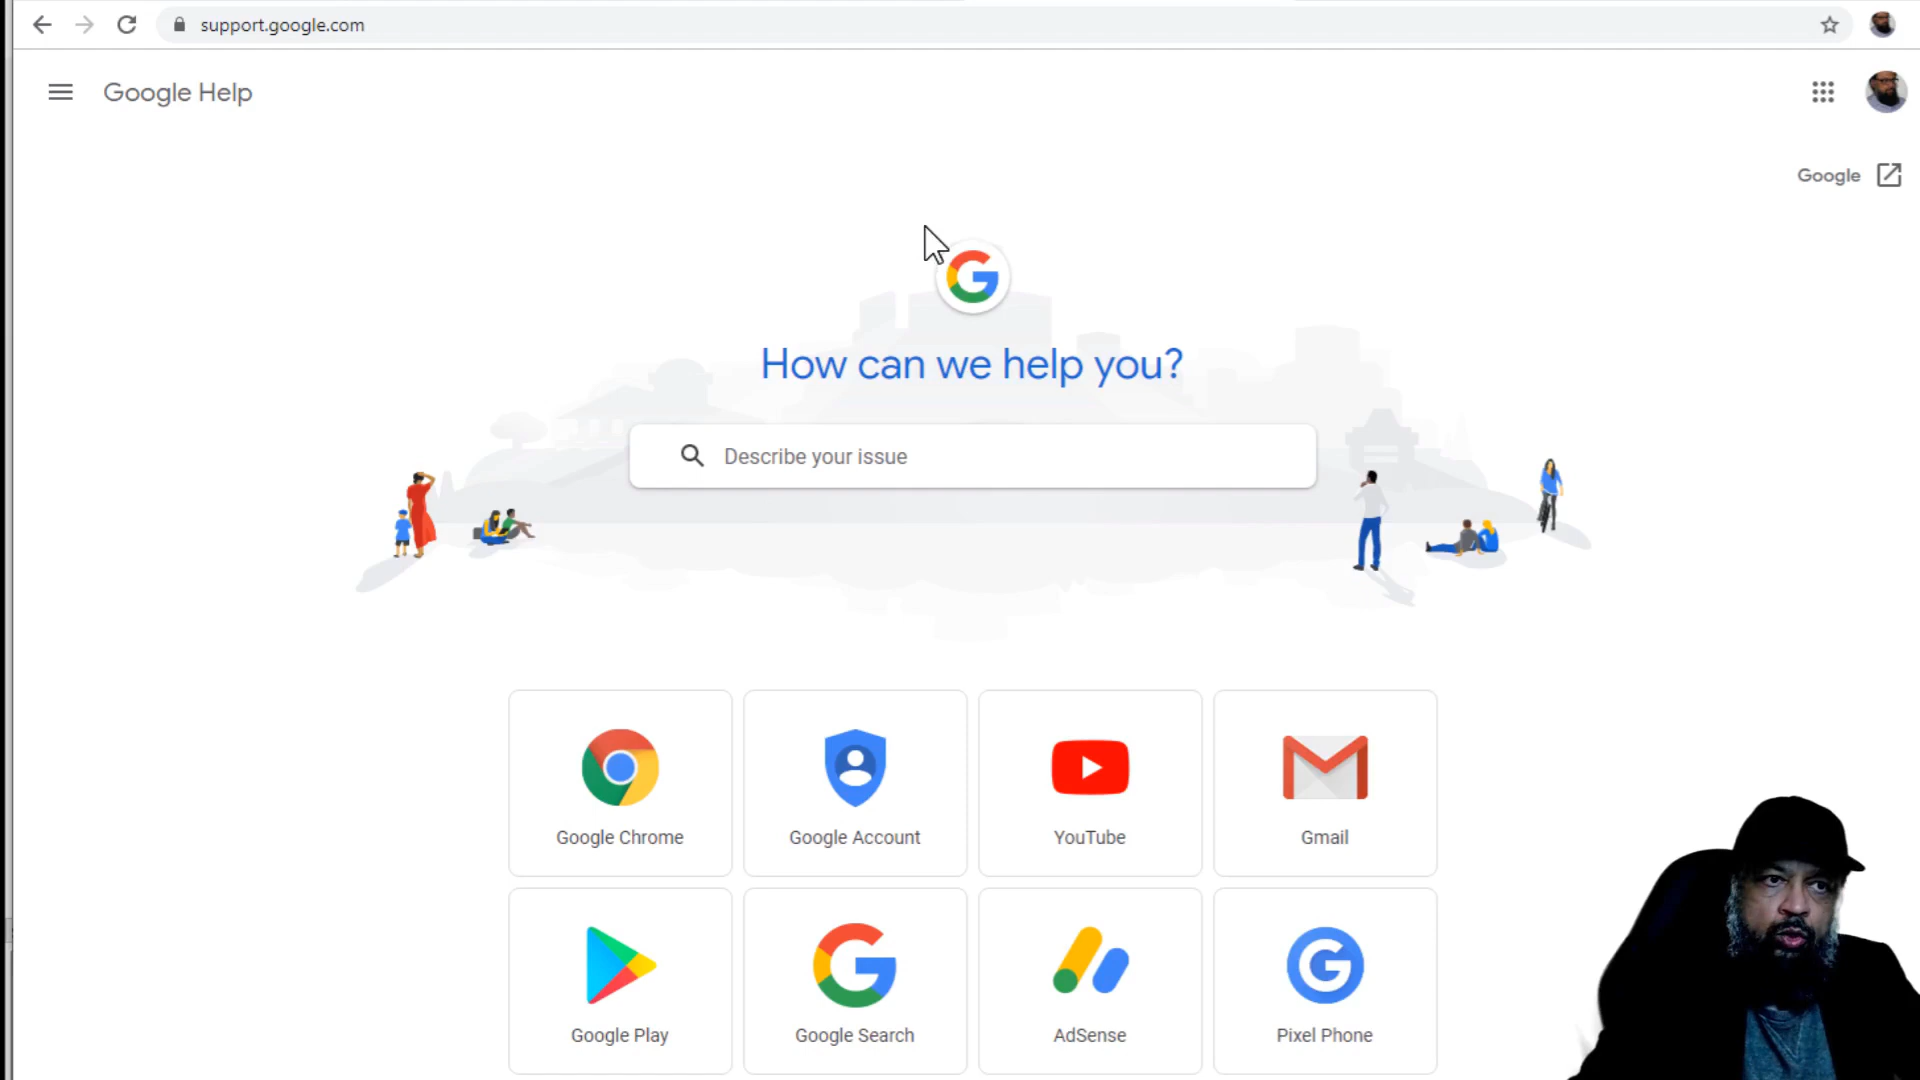 support.google.com
Google Help
Google
How can we help you?
Describe your issue
Google Chrome
Google Account
YouTube
Gmail
Google Play
Google Search
AdSense
Pixel Phone